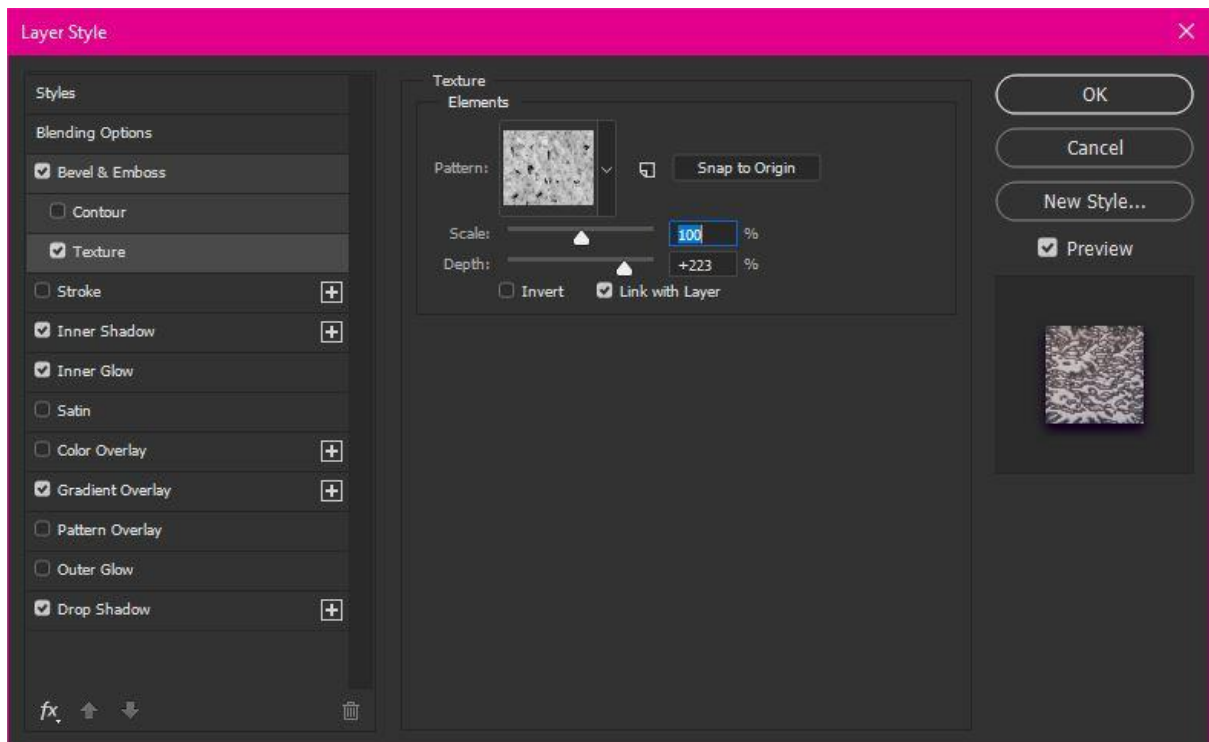 Layer Style
Styles
Blending Options
Bevel & Emboss
Contour
Texture
Stroke
Inner Shadow
Inner Glow
Satin
Color Overlay
Gradient Overlay
Pattern Overlay
Outer Glow
Drop Shadow
fx
Texture
Elements
Pattern:
Snap to Origin
Scale: 100 %
Depth: +223 %
Invert Link with Layer
OK
Cancel
New Style...
Preview